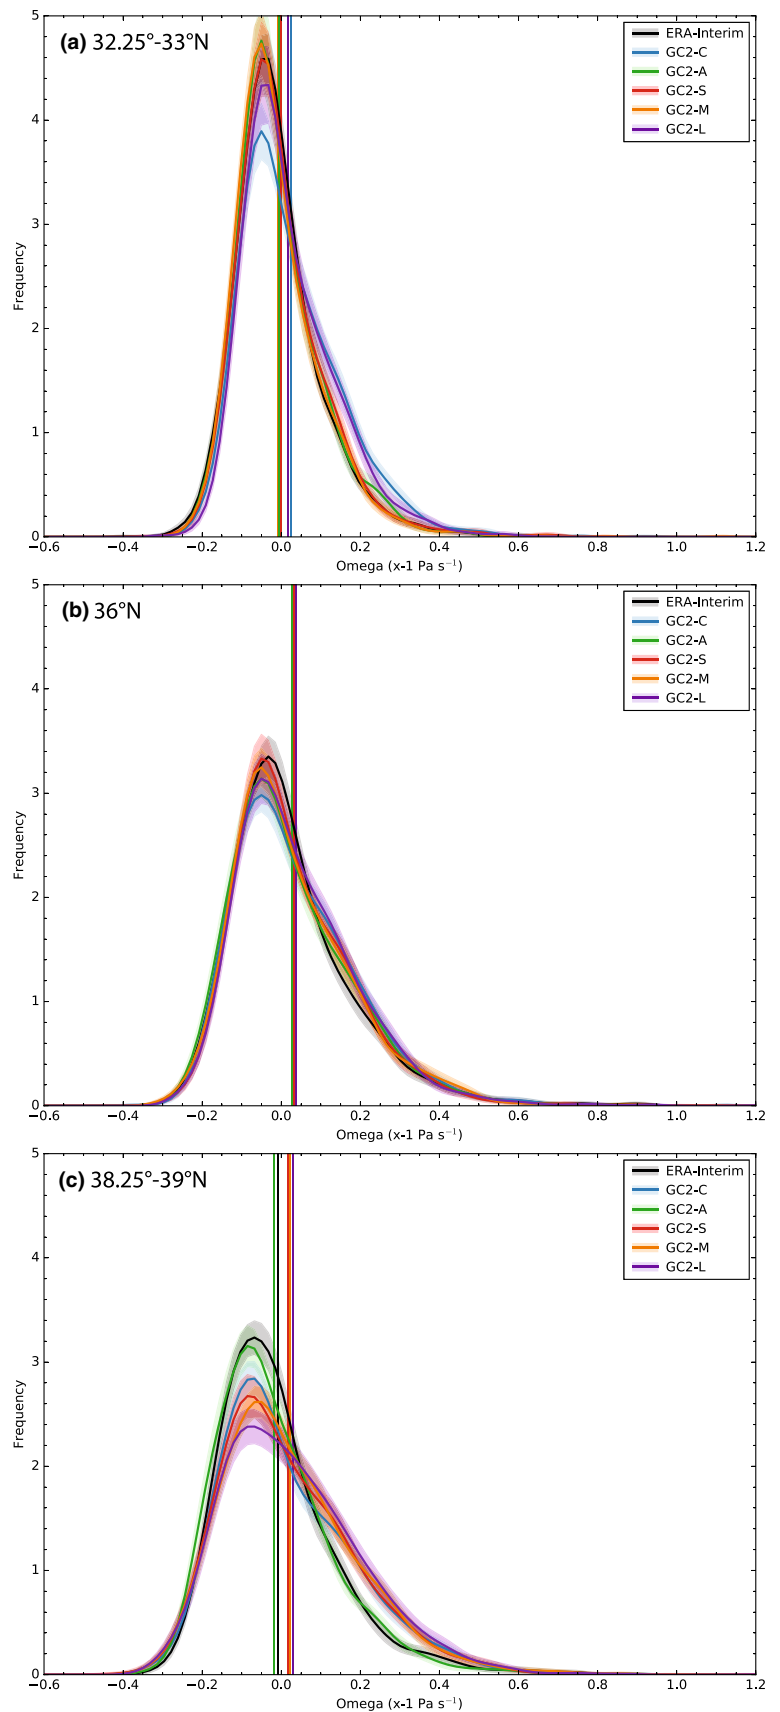 (a) 32.25°-33°N
ERA-Interim
GC2-C
GC2-A
GC2-S
GC2-M
GC2-L
Frequency
5
4
3
2
1
0
−0.6 −0.4 −0.2 0.0 0.2 0.4 0.6 0.8 1.0 1.2
Omega (x-1 Pa s⁻¹)
(b) 36°N
ERA-Interim
GC2-C
GC2-A
GC2-S
GC2-M
GC2-L
Frequency
5
4
3
2
1
0
−0.6 −0.4 −0.2 0.0 0.2 0.4 0.6 0.8 1.0 1.2
Omega (x-1 Pa s⁻¹)
(c) 38.25°-39°N
ERA-Interim
GC2-C
GC2-A
GC2-S
GC2-M
GC2-L
Frequency
5
4
3
2
1
0
−0.6 −0.4 −0.2 0.0 0.2 0.4 0.6 0.8 1.0 1.2
Omega (x-1 Pa s⁻¹)